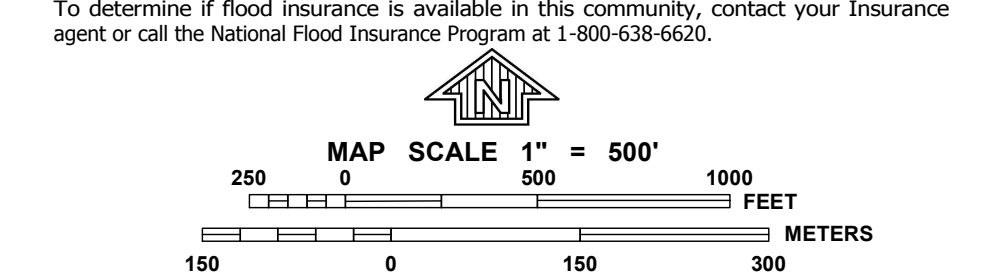 To determine if flood insurance is available in this community, contact your Insurance
agent or call the National Flood Insurance Program at 1-800-638-6620.
N
MAP SCALE 1" = 500'
250 0 500 1000
FEET
METERS
150 0 150 300